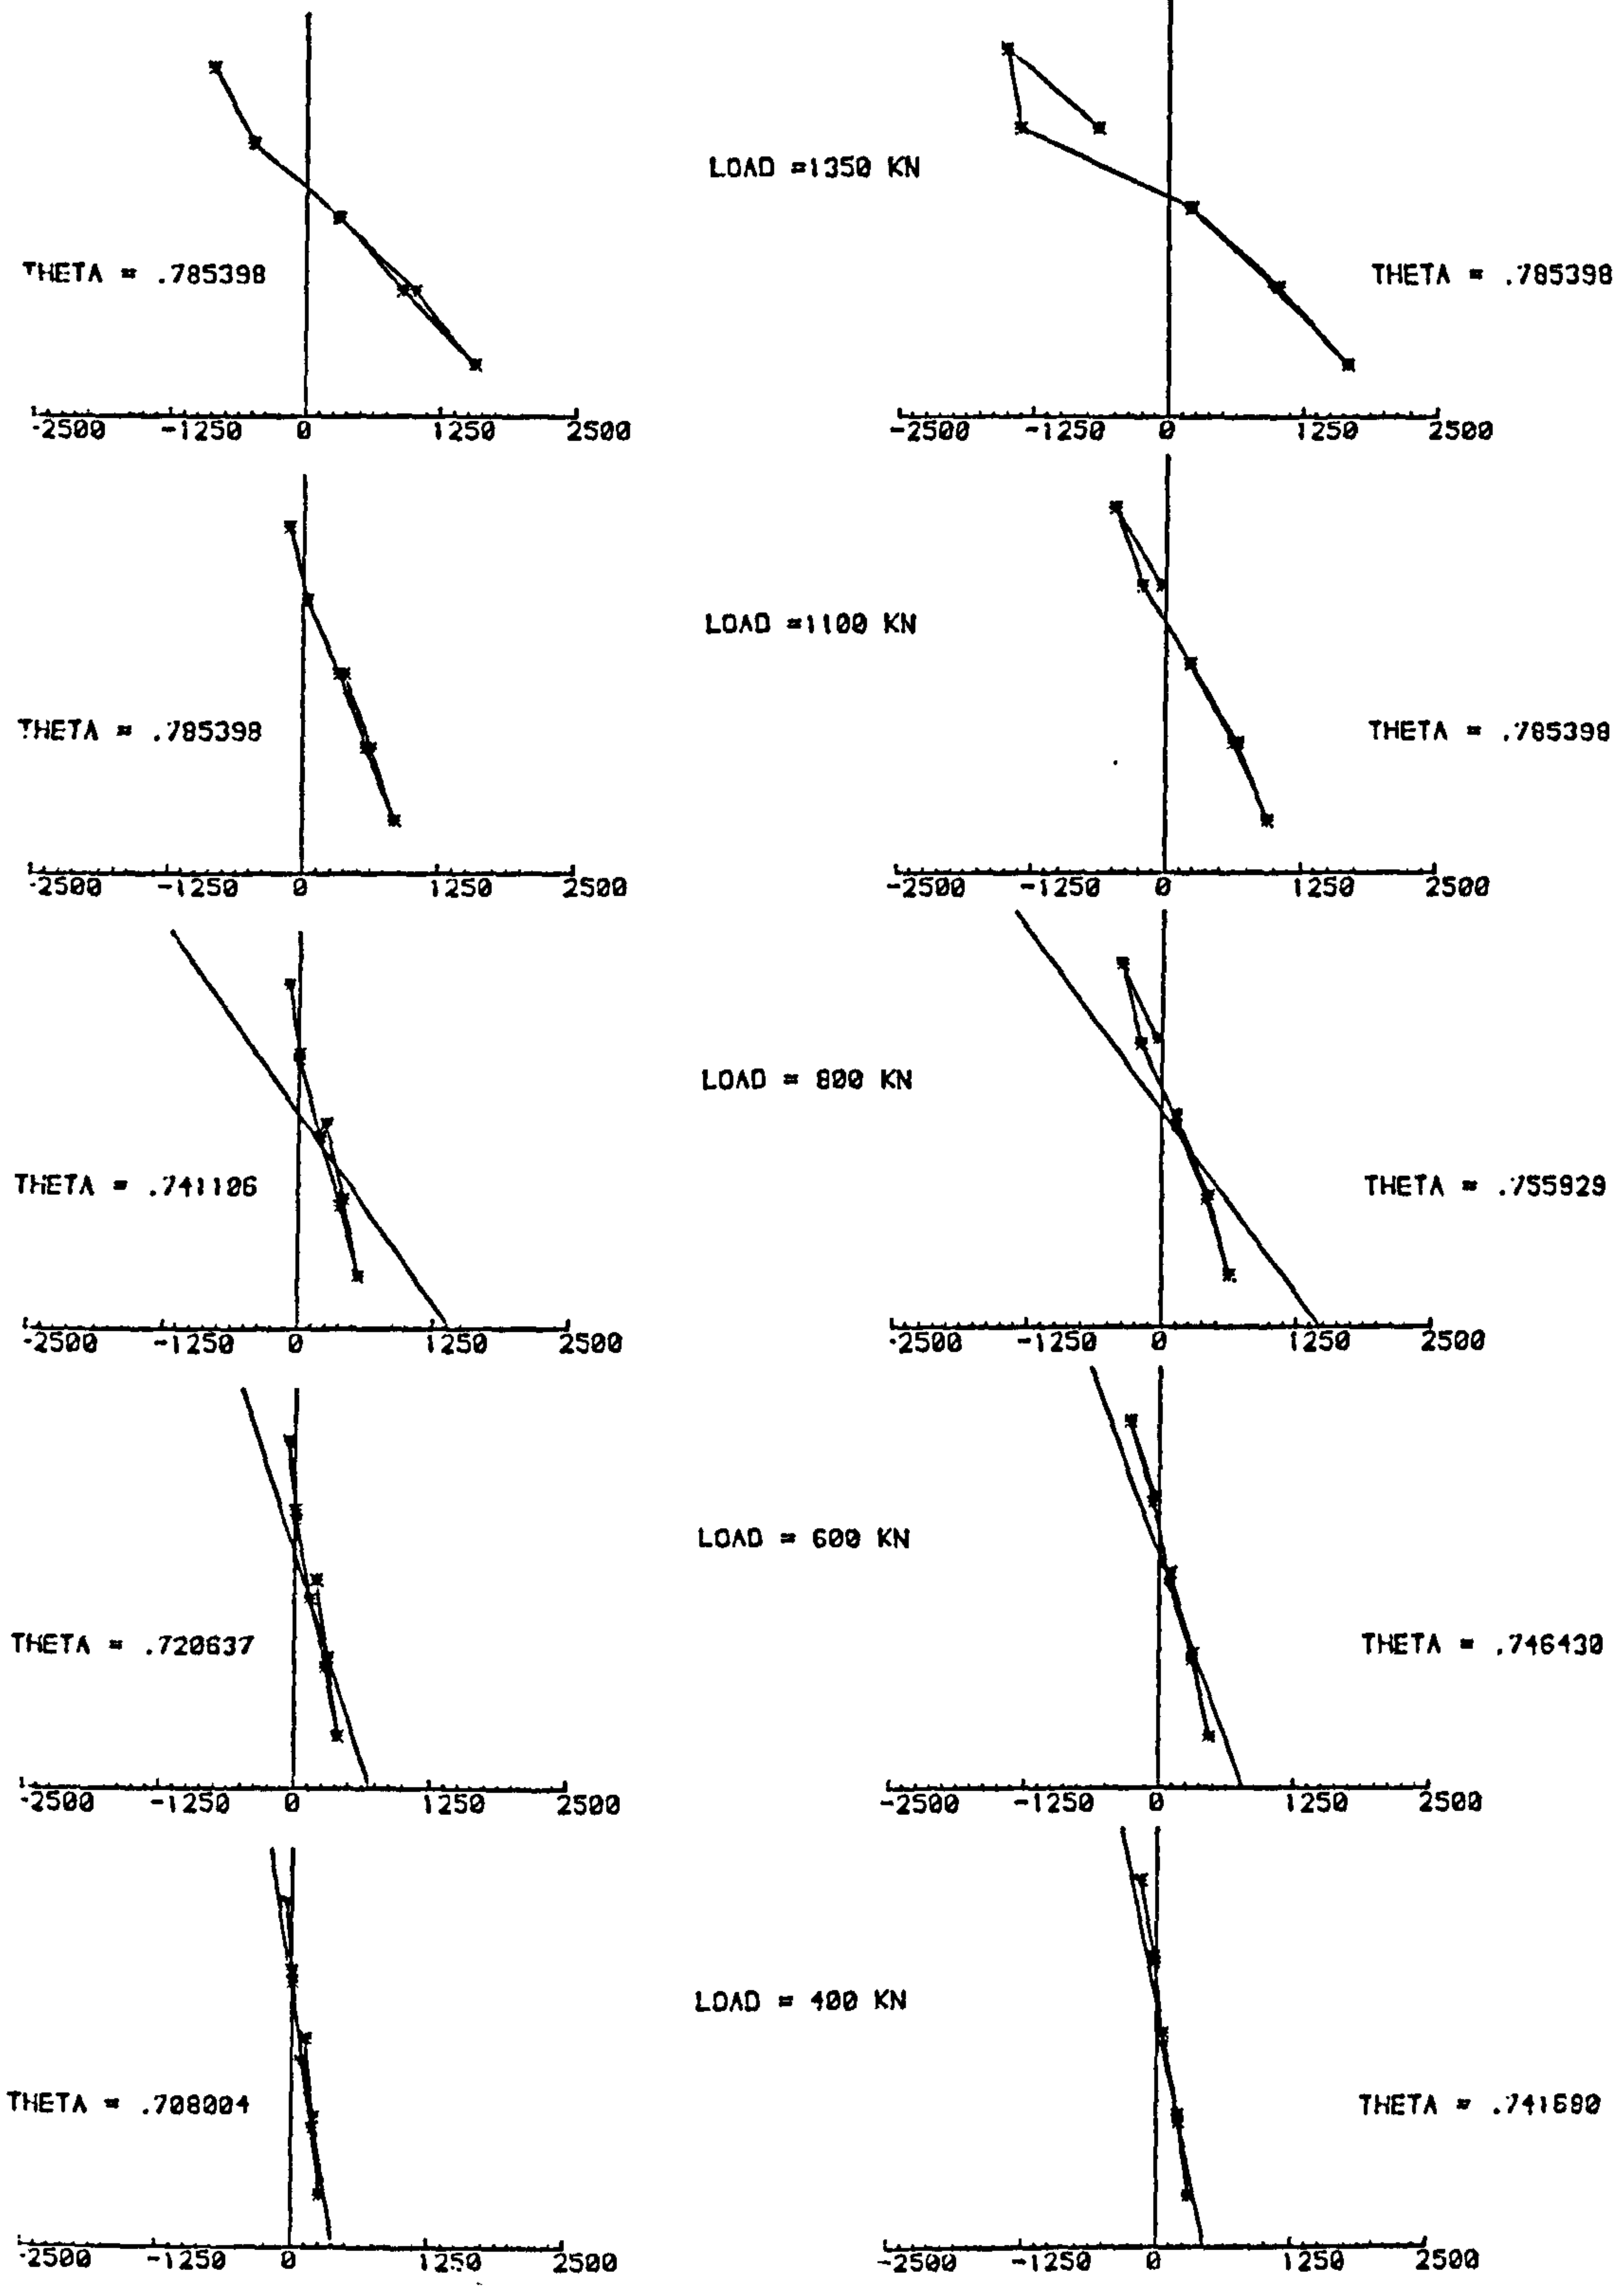 LOAD =1350 KN
THETA = .785398
THETA = .785398
-2500 -1250 0 1250 2500
-2500 -1250 0 1250 2500
LOAD =1100 KN
THETA = .785398
THETA = .785398
-2500 -1250 0 1250 2500
-2500 -1250 0 1250 2500
LOAD = 800 KN
THETA = .741106
THETA = .755929
-2500 -1250 0 1250 2500
-2500 -1250 0 1250 2500
LOAD = 600 KN
THETA = .720637
THETA = .746430
-2500 -1250 0 1250 2500
-2500 -1250 0 1250 2500
LOAD = 400 KN
THETA = .708004
THETA = .741680
-2500 -1250 0 1250 2500
-2500 -1250 0 1250 2500